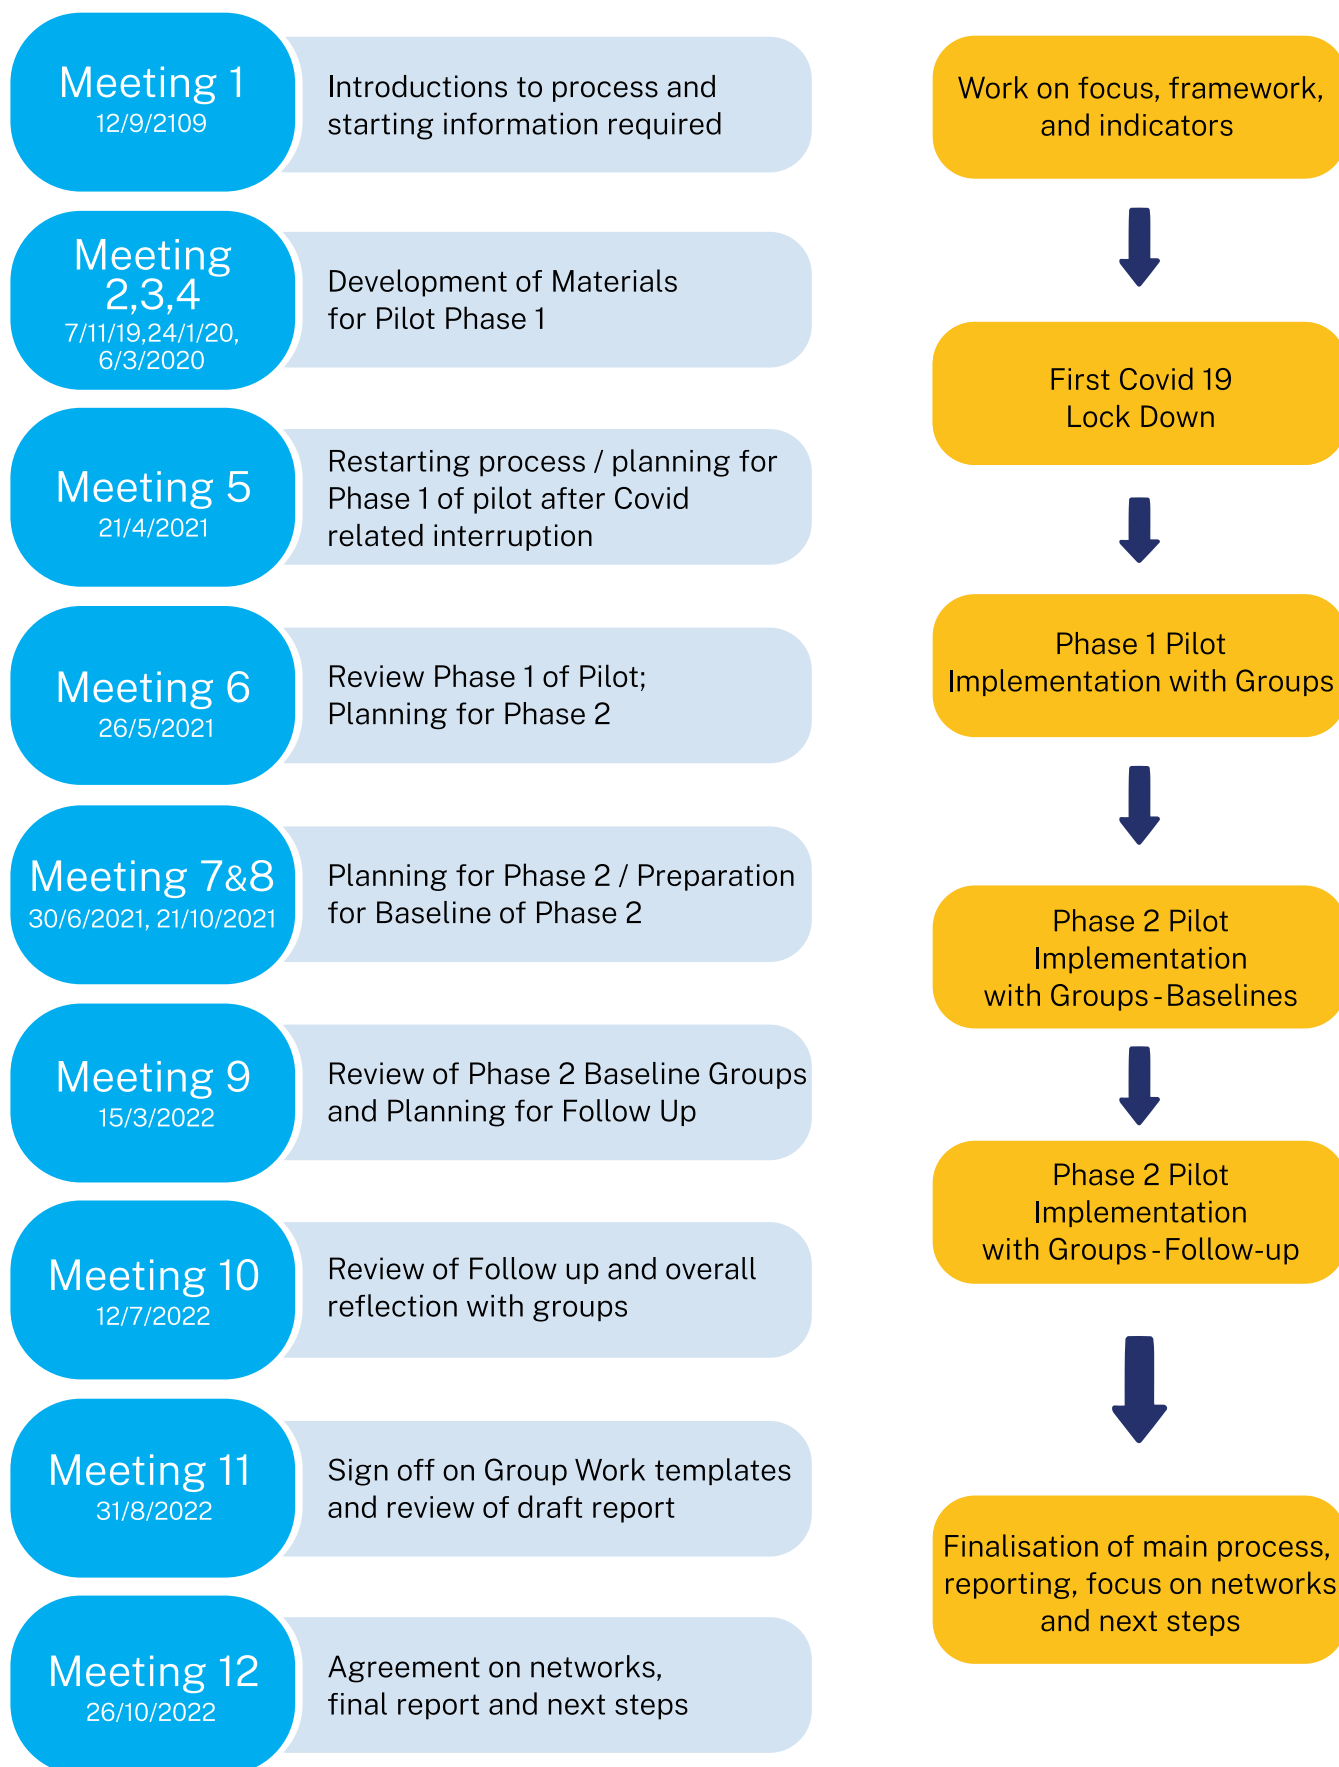 Meeting 1
12/9/2109
Introductions to process and
starting information required
Meeting
2,3,4
7/11/19,24/1/20,
6/3/2020
Development of Materials
for Pilot Phase 1
Meeting 5
21/4/2021
Restarting process / planning for
Phase 1 of pilot after Covid
related interruption
Meeting 6
26/5/2021
Review Phase 1 of Pilot;
Planning for Phase 2
Meeting 7&8
30/6/2021, 21/10/2021
Planning for Phase 2 / Preparation
for Baseline of Phase 2
Meeting 9
15/3/2022
Review of Phase 2 Baseline Groups
and Planning for Follow Up
Meeting 10
12/7/2022
Review of Follow up and overall
reflection with groups
Meeting 11
31/8/2022
Sign off on Group Work templates
and review of draft report
Meeting 12
26/10/2022
Agreement on networks,
final report and next steps
Work on focus, framework,
and indicators
First Covid 19
Lock Down
Phase 1 Pilot
Implementation with Groups
Phase 2 Pilot
Implementation
with Groups - Baselines
Phase 2 Pilot
Implementation
with Groups - Follow-up
Finalisation of main process,
reporting, focus on networks
and next steps